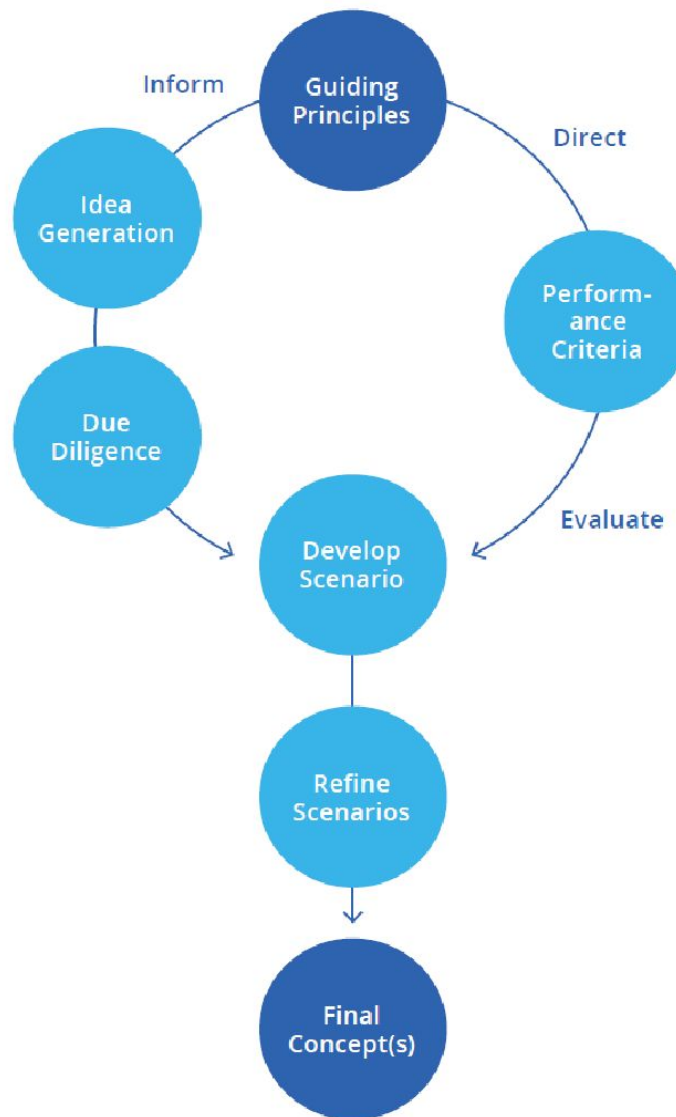 Guiding
Principles
Inform
Direct
Idea
Generation
Perform-
ance
Criteria
Due
Diligence
Evaluate
Develop
Scenario
Refine
Scenarios
Final
Concept(s)